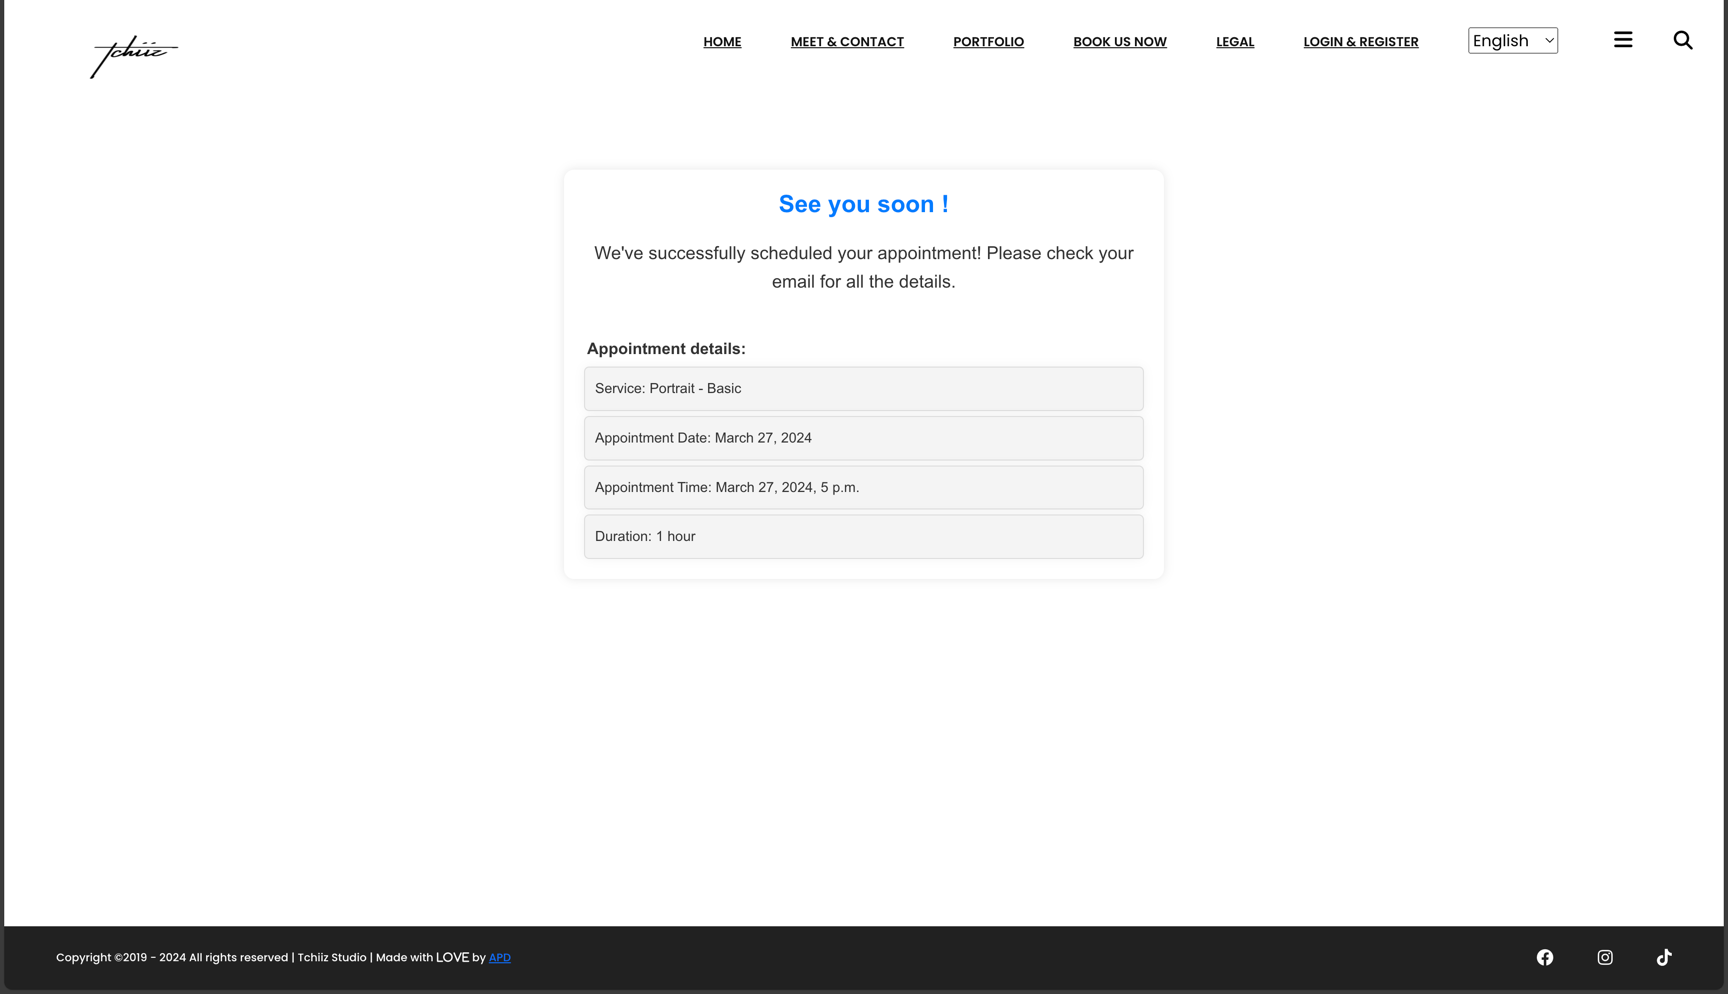 tchiiz
HOME MEET & CONTACT PORTFOLIO BOOK US NOW LEGAL LOGIN & REGISTER English
See you soon !
We've successfully scheduled your appointment! Please check your
email for all the details.
Appointment details:
Service: Portrait - Basic
Appointment Date: March 27, 2024
Appointment Time: March 27, 2024, 5 p.m.
Duration: 1 hour
Copyright ©2019 - 2024 All rights reserved | Tchiiz Studio | Made with LOVE by APD